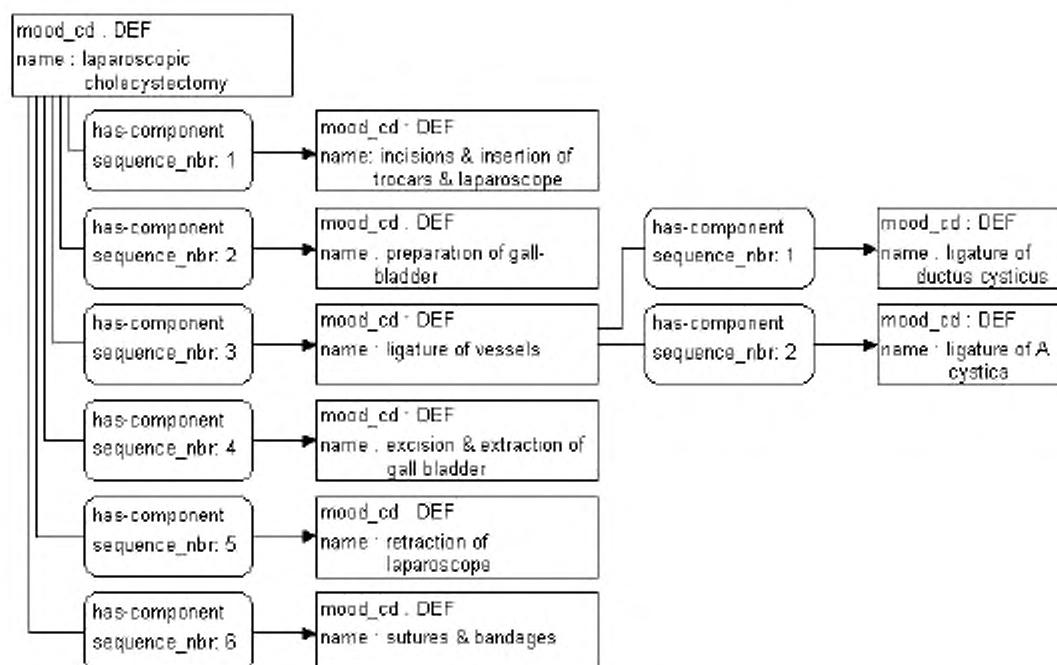 mood_cd : DEF
name : laparoscopic
cholecystectomy
has-component
sequence_nbr: 1
mood_cd : DEF
name: incisions & insertion of
trocars & laparoscope
has-component
sequence_nbr: 2
mood_cd : DEF
name : preparation of gall-
bladder
has-component
sequence_nbr: 1
mood_cd : DEF
name : ligature of
ductus cysticus
has-component
sequence_nbr: 3
mood_cd : DEF
name : ligature of vessels
has-component
sequence_nbr: 2
mood_cd : DEF
name : ligature of A
cystica
has-component
sequence_nbr: 4
mood_cd : DEF
name : excision & extraction of
gall bladder
has-component
sequence_nbr: 5
mood_cd : DEF
name : retraction of
laparoscope
has-component
sequence_nbr: 6
mood_cd : DEF
name : sutures & bandages